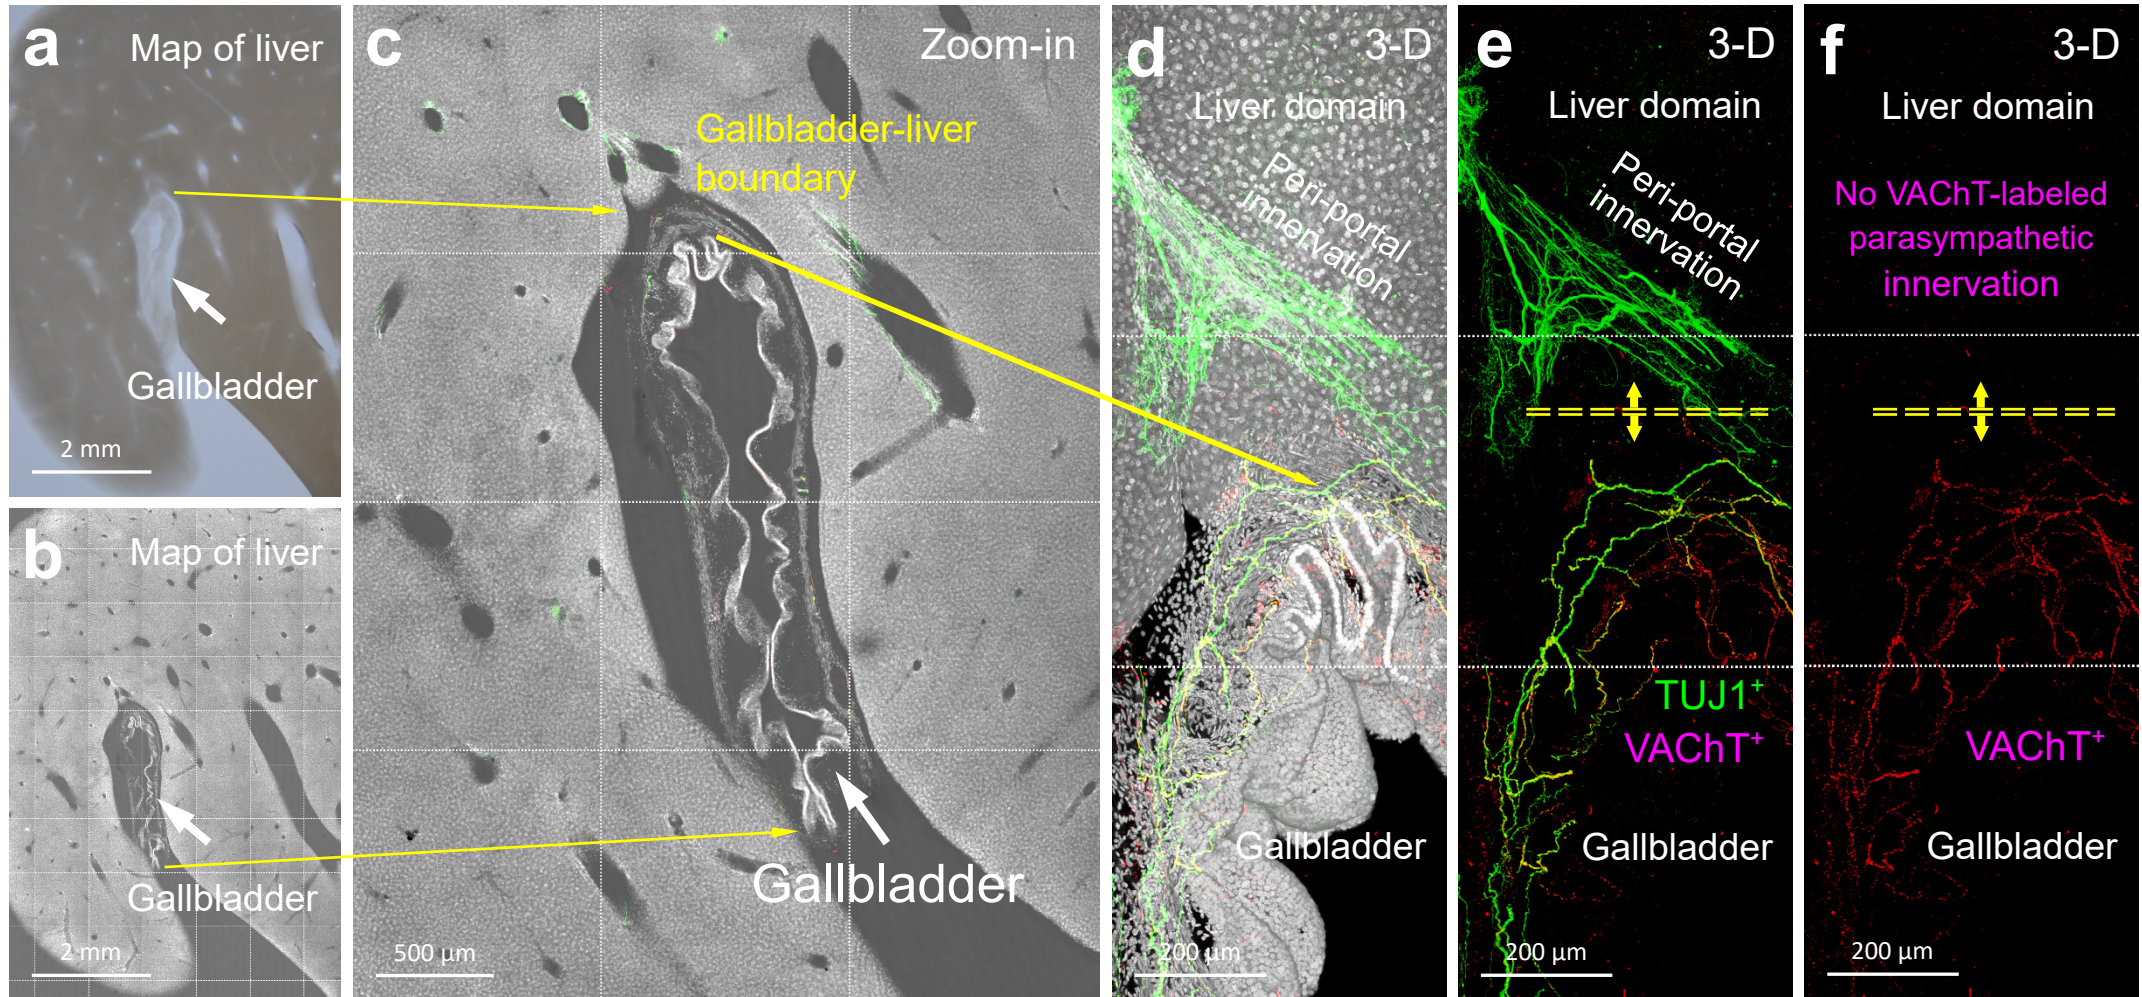 a
Map of liver
Gallbladder
2 mm
b
Map of liver
Gallbladder
2 mm
c
Zoom-in
Gallbladder-liver
boundary
Gallbladder
500 µm
d
3-D
Liver domain
Peri-portal
innervation
Gallbladder
200 µm
e
3-D
Liver domain
Peri-portal
innervation
TUJ1⁺
VAChT⁺
Gallbladder
200 µm
f
3-D
Liver domain
No VAChT-labeled
parasympathetic
innervation
VAChT⁺
Gallbladder
200 µm